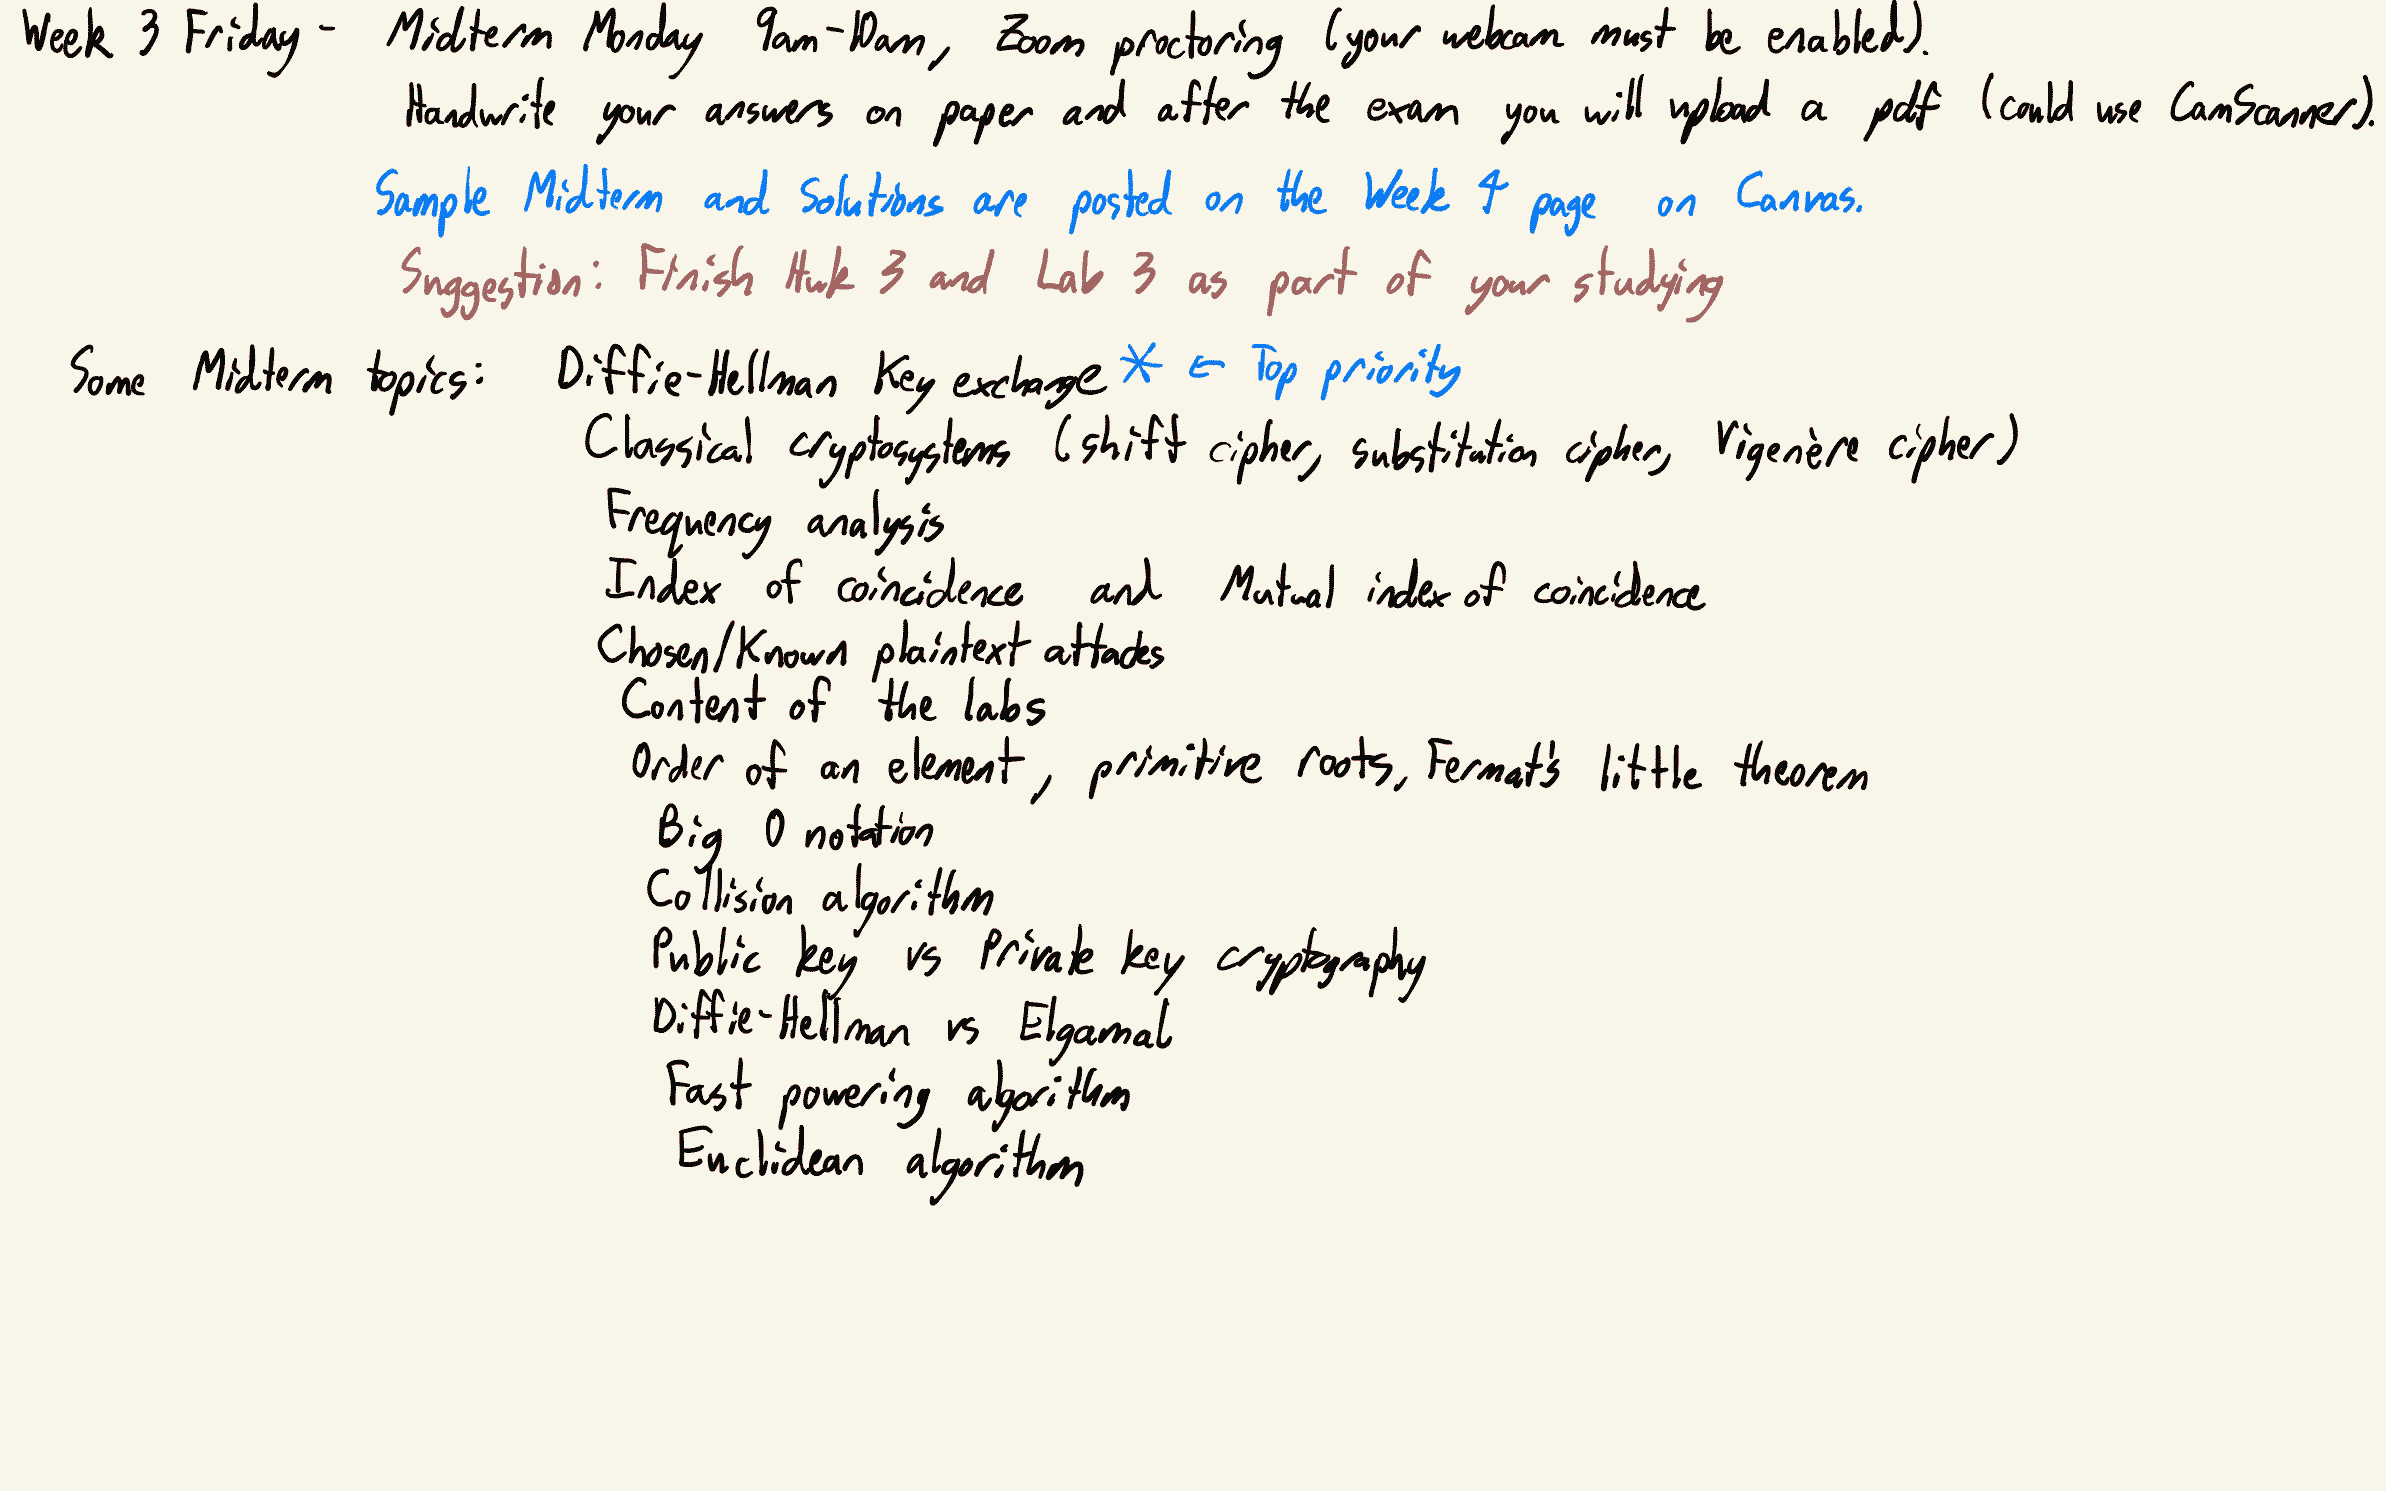 Week 3 Friday - Midterm Monday 9am-10am, Zoom proctoring (your webcam must be enabled).
Handwrite your answers on paper and after the exam you will upload a pdf (could use CamScanner).
Sample Midterm and Solutions are posted on the Week 4 page on Canvas.
Suggestion: Finish Hwk 3 and Lab 3 as part of your studying
Some Midterm topics: Diffie-Hellman Key exchange * ← Top priority
Classical cryptosystems (shift cipher, substitution cipher, Vigenère cipher)
Frequency analysis
Index of coincidence and Mutual index of coincidence
Chosen/Known plaintext attacks
Content of the labs
Order of an element, primitive roots, Fermat's little theorem
Big O notation
Collision algorithm
Public key vs Private key cryptography
Diffie-Hellman vs Elgamal
Fast powering algorithm
Euclidean algorithm